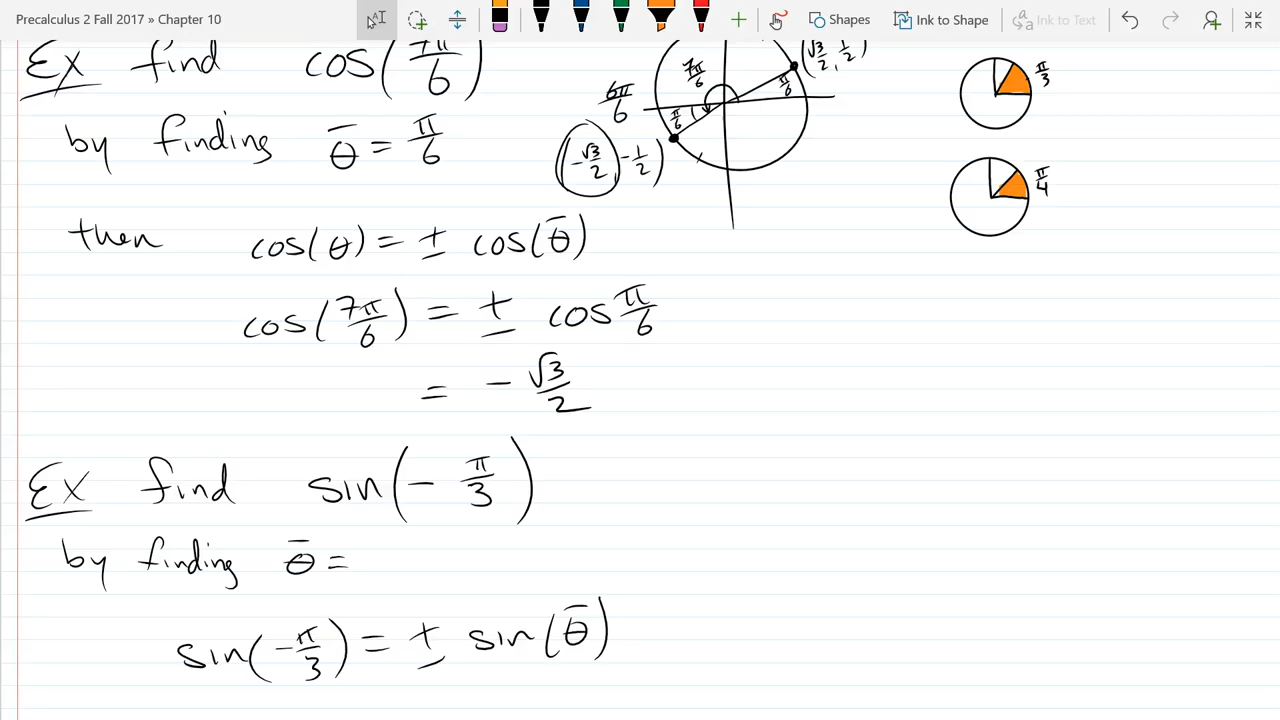 Precalculus 2 Fall 2017 » Chapter 10
Shapes
Ink to Shape
Ink to Text
Ex find cos(7π/6)
by finding θ̄ = π/6
then cos(θ) = ± cos(θ̄)
cos(7π/6) = ± cos π/6
= - √3/2
Ex find sin(- π/3)
by finding θ̄ =
sin(-π/3) = ± sin(θ̄)
(√3/2, 1/2)
7π/6
π/6
6π/6
π/6
(-√3/2, -1/2)
π/3
π/4